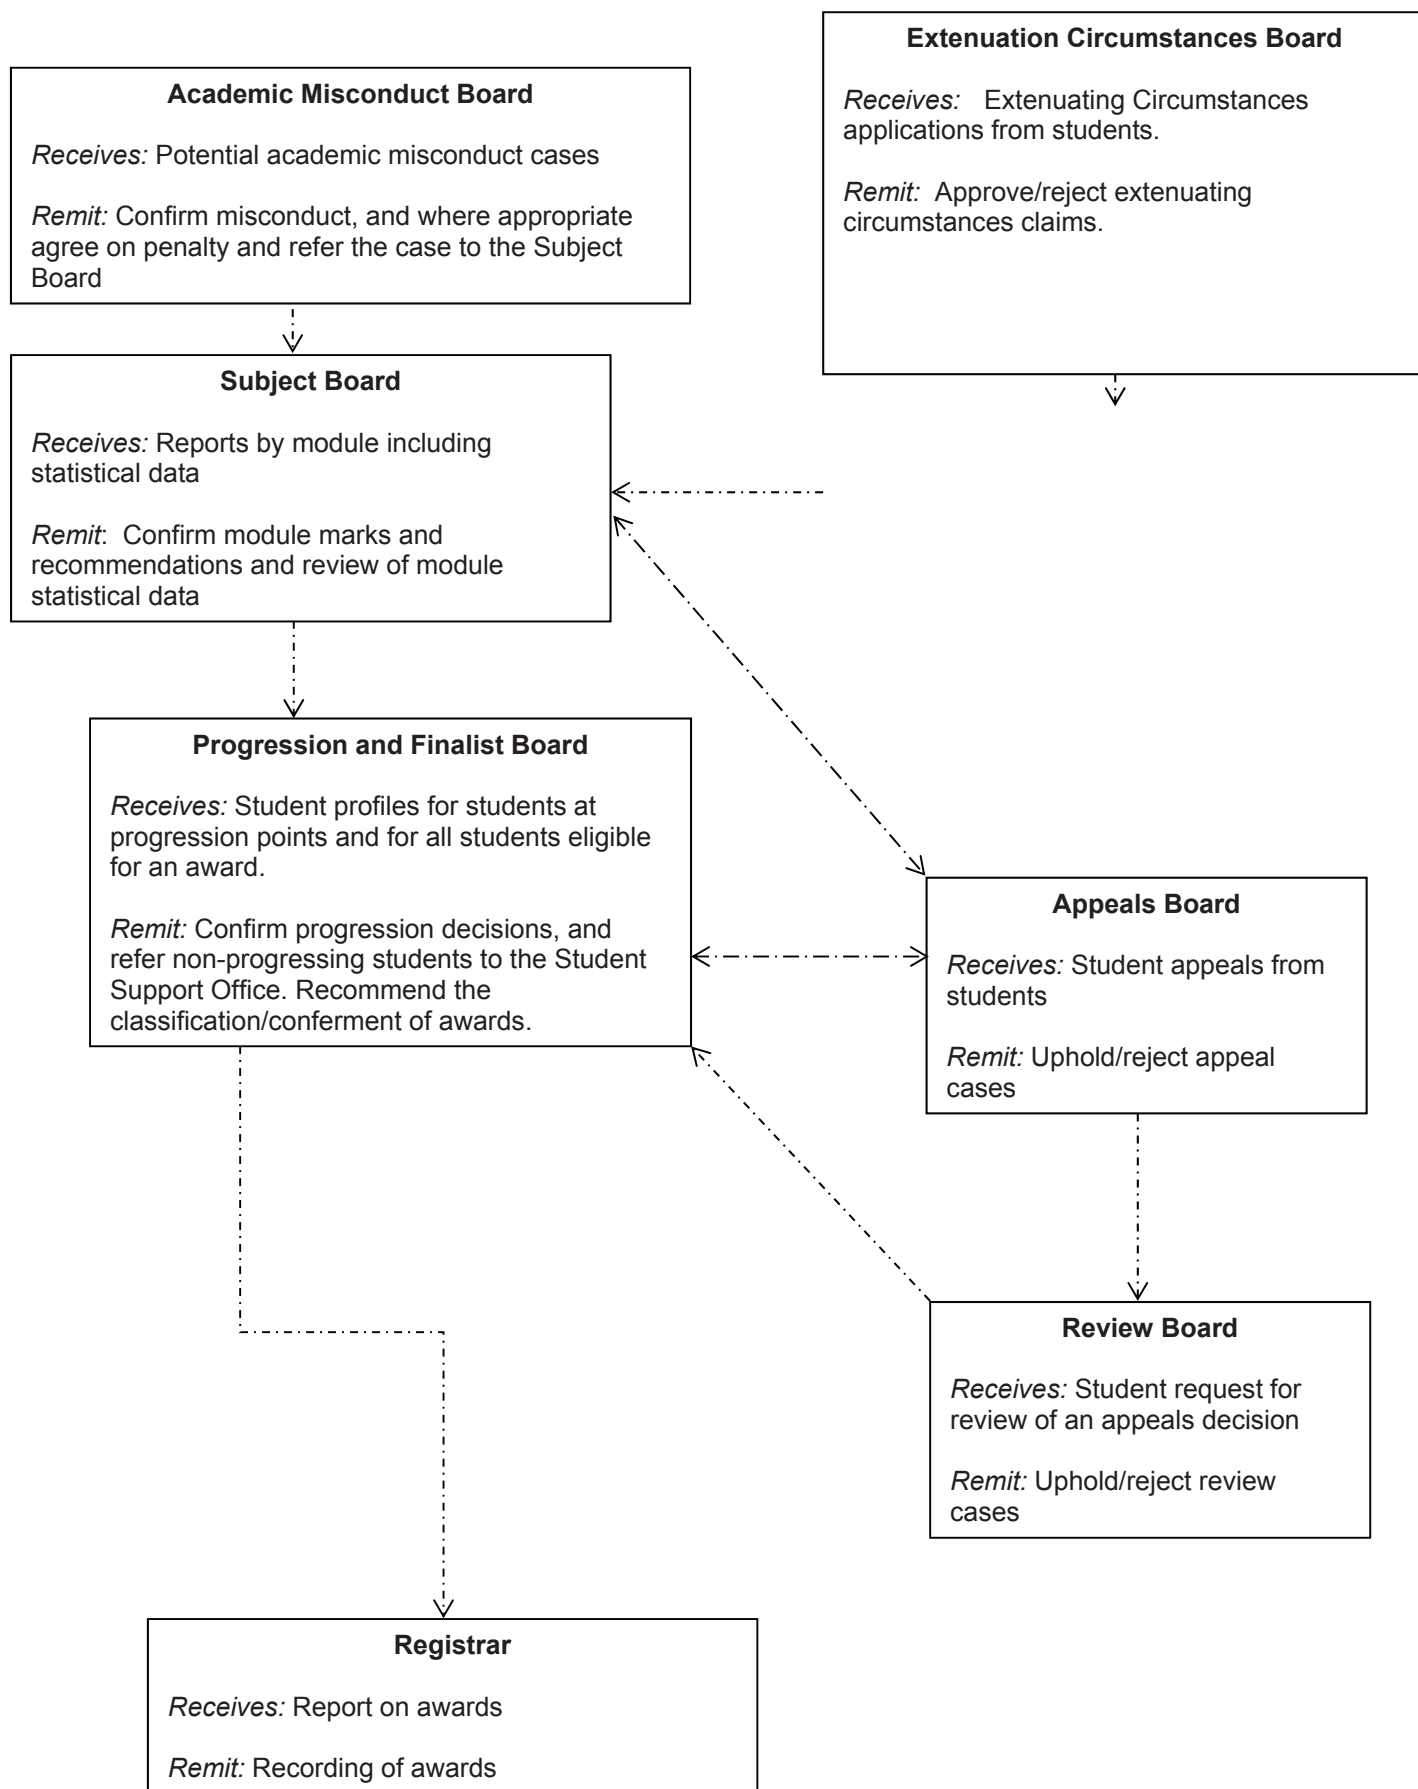 Extenuation Circumstances Board
Receives: Extenuating Circumstances
applications from students.
Remit: Approve/reject extenuating
circumstances claims.
Academic Misconduct Board
Receives: Potential academic misconduct cases
Remit: Confirm misconduct, and where appropriate
agree on penalty and refer the case to the Subject
Board
Subject Board
Receives: Reports by module including
statistical data
Remit: Confirm module marks and
recommendations and review of module
statistical data
Progression and Finalist Board
Receives: Student profiles for students at
progression points and for all students eligible
for an award.
Remit: Confirm progression decisions, and
refer non-progressing students to the Student
Support Office. Recommend the
classification/conferment of awards.
Appeals Board
Receives: Student appeals from
students
Remit: Uphold/reject appeal
cases
Review Board
Receives: Student request for
review of an appeals decision
Remit: Uphold/reject review
cases
Registrar
Receives: Report on awards
Remit: Recording of awards